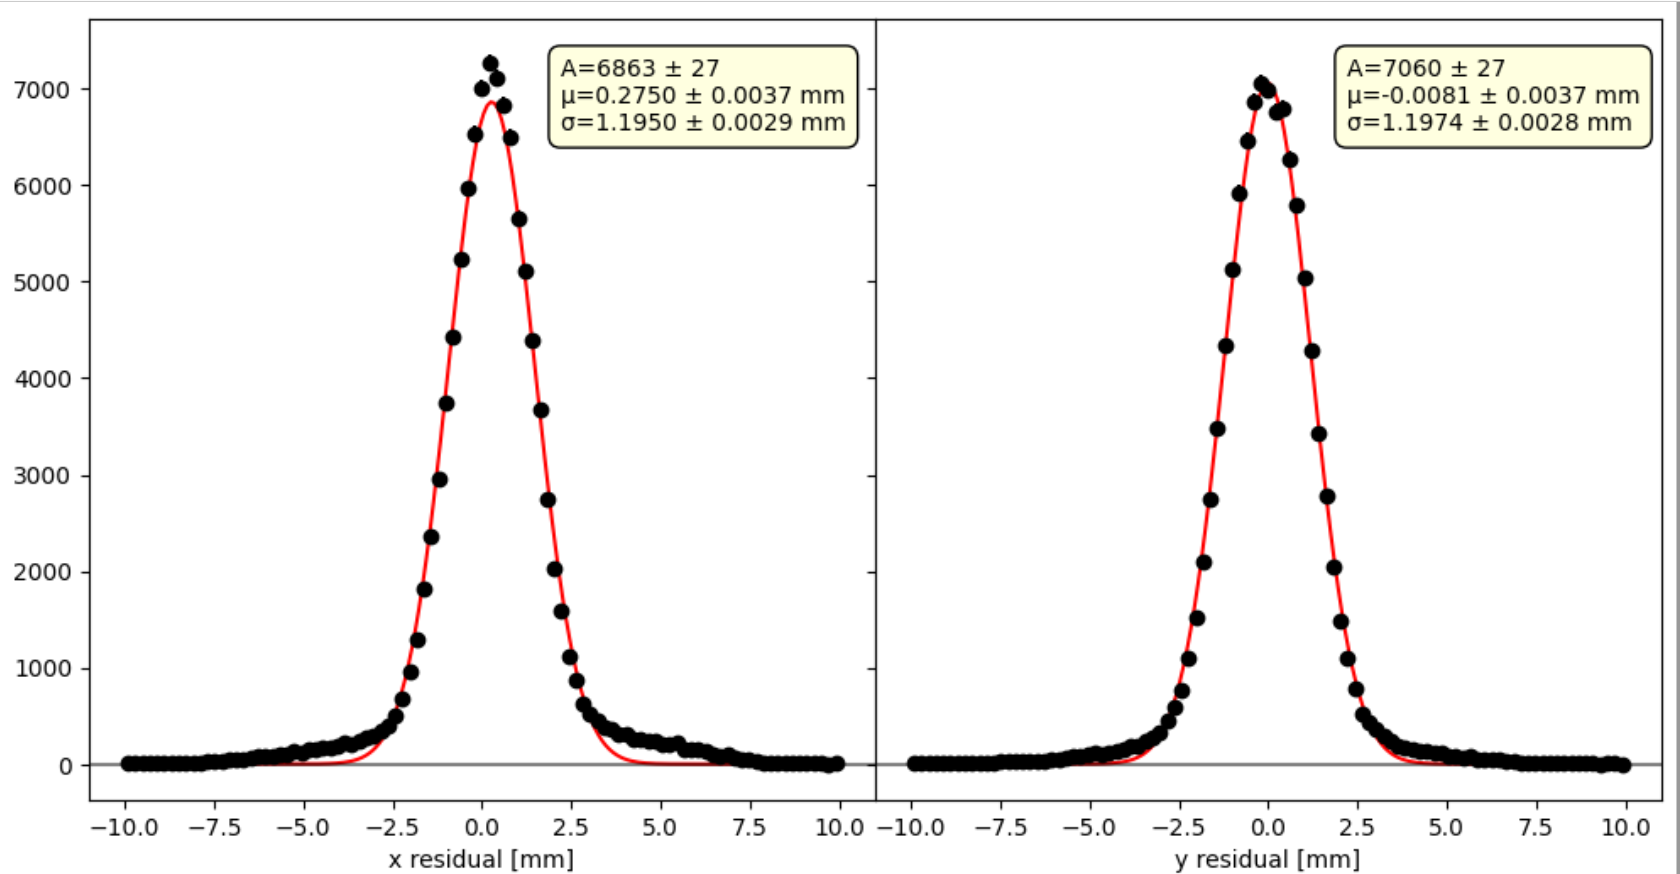 A=6863 ± 27
μ=0.2750 ± 0.0037 mm
σ=1.1950 ± 0.0029 mm
A=7060 ± 27
μ=-0.0081 ± 0.0037 mm
σ=1.1974 ± 0.0028 mm
7000
6000
5000
4000
3000
2000
1000
0
−10.0 −7.5 −5.0 −2.5 0.0 2.5 5.0 7.5 10.0
−10.0 −7.5 −5.0 −2.5 0.0 2.5 5.0 7.5 10.0
x residual [mm]
y residual [mm]